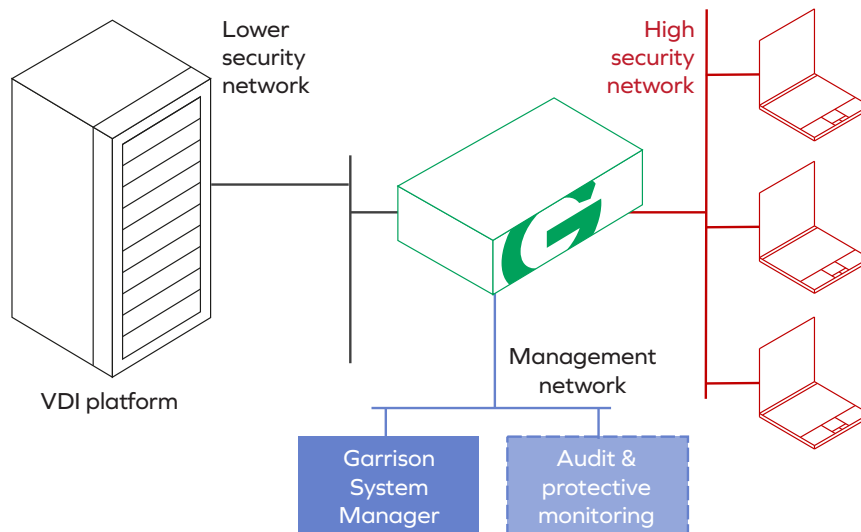 Lower
security
network
High
security
network
VDI platform
Management
network
Garrison
System
Manager
Audit &
protective
monitoring
G